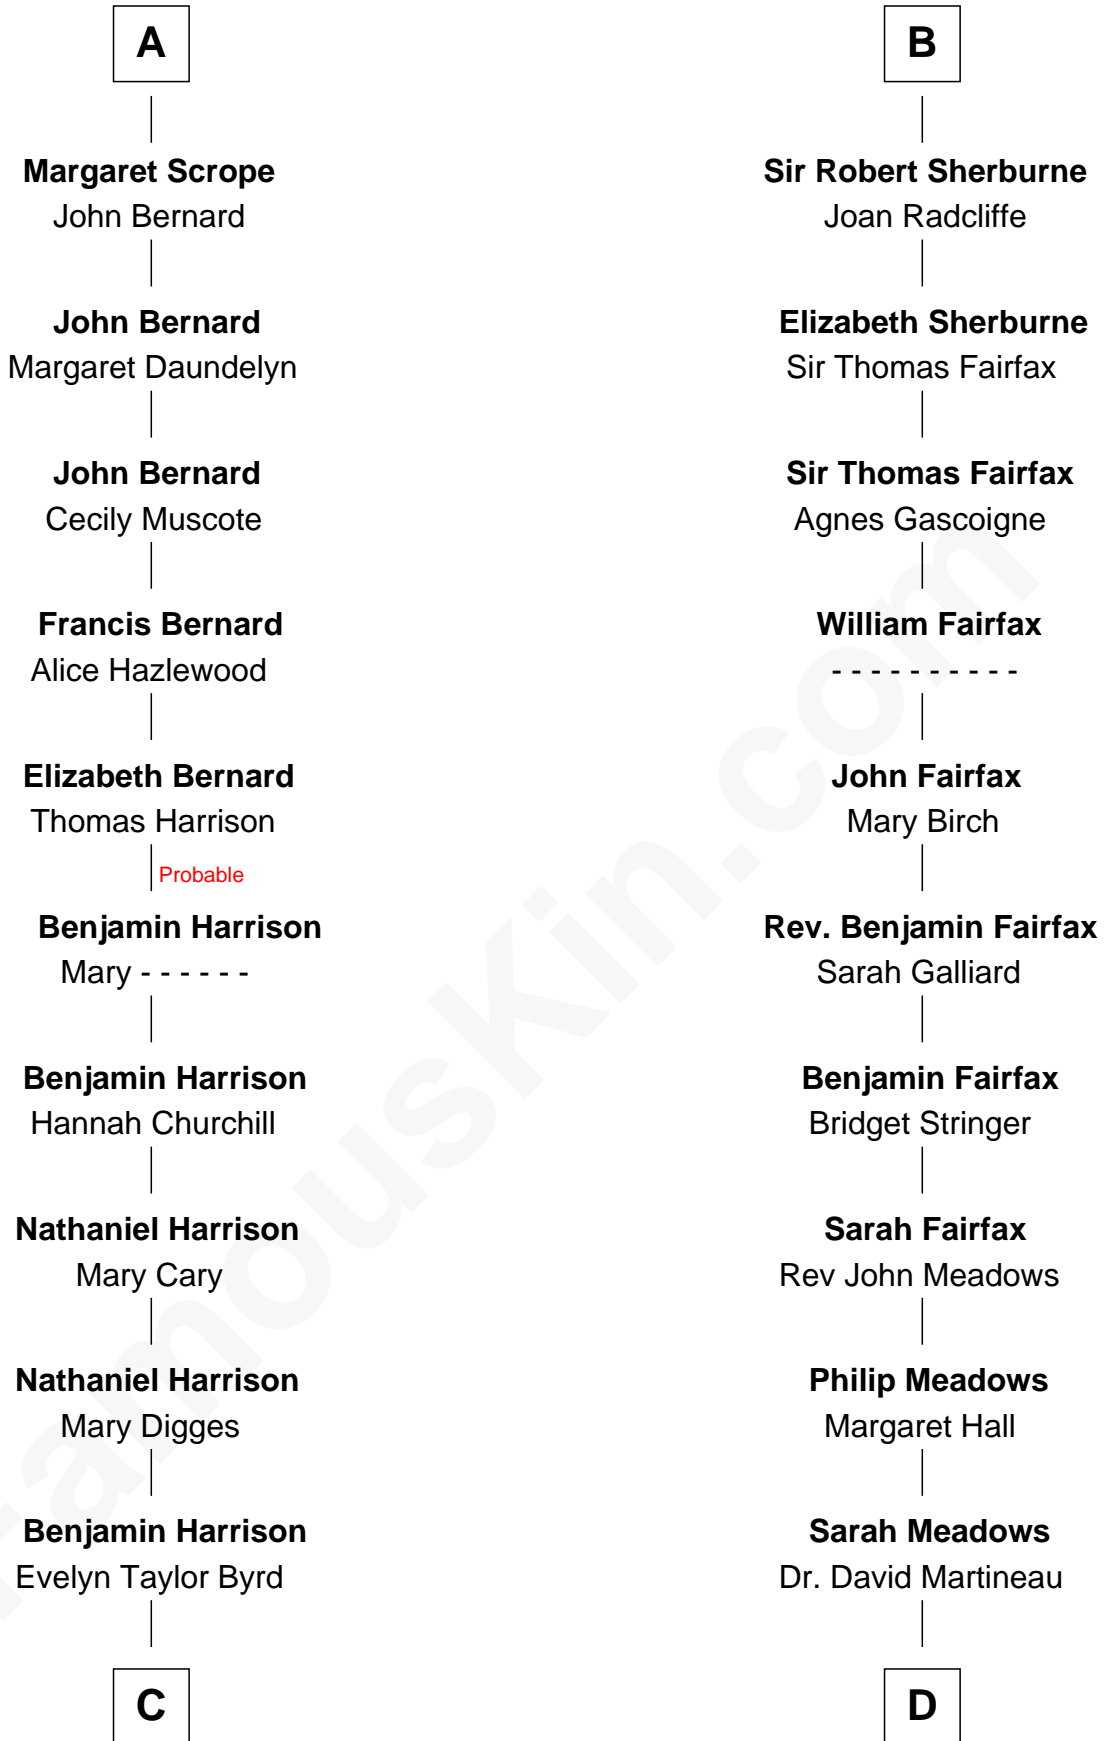 A
Margaret Scrope
John Bernard
John Bernard
Margaret Daundelyn
John Bernard
Cecily Muscote
Francis Bernard
Alice Hazlewood
Elizabeth Bernard
Thomas Harrison
Probable
Benjamin Harrison
Mary - - - - - -
Benjamin Harrison
Hannah Churchill
Nathaniel Harrison
Mary Cary
Nathaniel Harrison
Mary Digges
Benjamin Harrison
Evelyn Taylor Byrd
C
B
Sir Robert Sherburne
Joan Radcliffe
Elizabeth Sherburne
Sir Thomas Fairfax
Sir Thomas Fairfax
Agnes Gascoigne
William Fairfax
- - - - - - - - - -
John Fairfax
Mary Birch
Rev. Benjamin Fairfax
Sarah Galliard
Benjamin Fairfax
Bridget Stringer
Sarah Fairfax
Rev John Meadows
Philip Meadows
Margaret Hall
Sarah Meadows
Dr. David Martineau
D
FamousKin.com